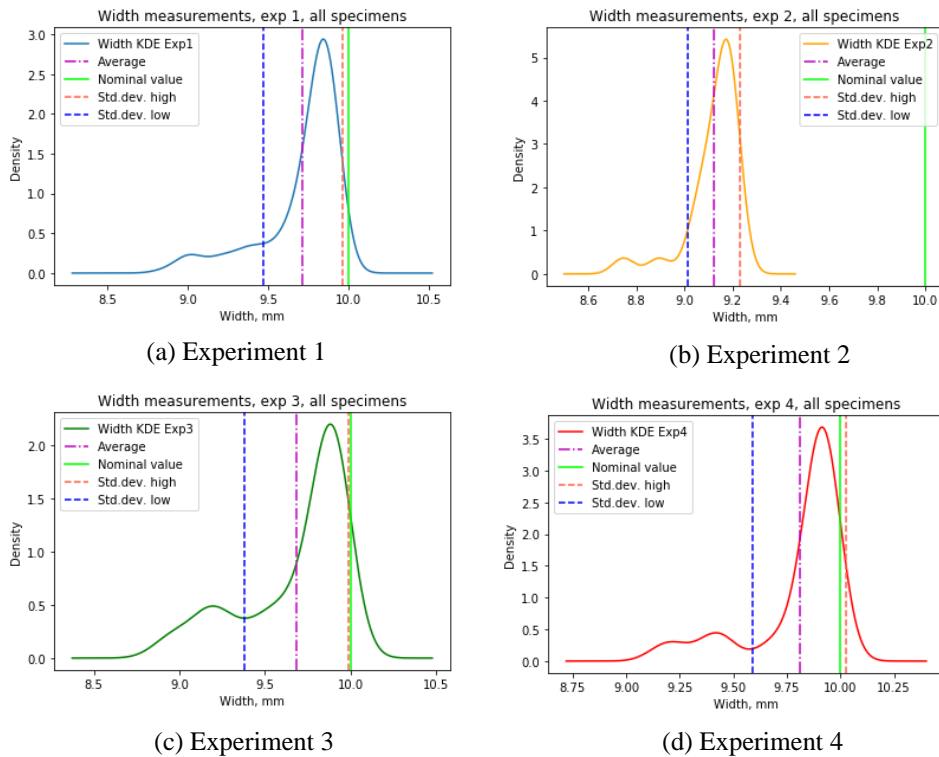 Width measurements, exp 1, all specimens
Width KDE Exp1
Average
Nominal value
Std.dev. high
Std.dev. low
Density
3.0
2.5
2.0
1.5
1.0
0.5
0.0
8.5 9.0 9.5 10.0 10.5
Width, mm
(a) Experiment 1
Width measurements, exp 2, all specimens
Width KDE Exp2
Average
Nominal value
Std.dev. high
Std.dev. low
Density
5
4
3
2
1
0
8.6 8.8 9.0 9.2 9.4 9.6 9.8 10.0
Width, mm
(b) Experiment 2
Width measurements, exp 3, all specimens
Width KDE Exp3
Average
Nominal value
Std.dev. high
Std.dev. low
Density
2.0
1.5
1.0
0.5
0.0
8.5 9.0 9.5 10.0 10.5
Width, mm
(c) Experiment 3
Width measurements, exp 4, all specimens
Width KDE Exp4
Average
Nominal value
Std.dev. high
Std.dev. low
Density
3.5
3.0
2.5
2.0
1.5
1.0
0.5
0.0
8.75 9.00 9.25 9.50 9.75 10.00 10.25
Width, mm
(d) Experiment 4